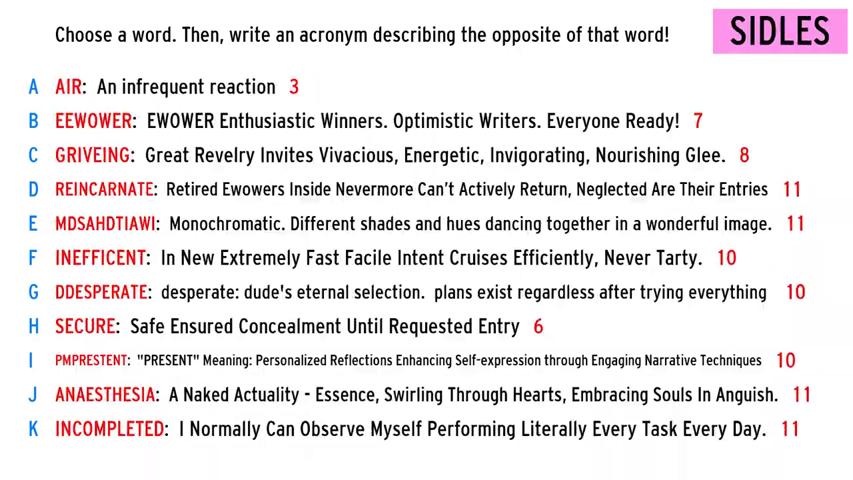 Choose a word. Then, write an acronym describing the opposite of that word!
SIDLES
A AIR: An infrequent reaction 3
B EEWOWER: EWOWER Enthusiastic Winners. Optimistic Writers. Everyone Ready! 7
C GRIVEING: Great Revelry Invites Vivacious, Energetic, Invigorating, Nourishing Glee. 8
D REINCARNATE: Retired Ewowers Inside Nevermore Can't Actively Return, Neglected Are Their Entries 11
E MDSAHDTIAWI: Monochromatic. Different shades and hues dancing together in a wonderful image. 11
F INEFFICENT: In New Extremely Fast Facile Intent Cruises Efficiently, Never Tarty. 10
G DDESPERATE: desperate: dude's eternal selection. plans exist regardless after trying everything 10
H SECURE: Safe Ensured Concealment Until Requested Entry 6
I PMPRESTENT: "PRESENT" Meaning: Personalized Reflections Enhancing Self-expression through Engaging Narrative Techniques 10
J ANAESTHESIA: A Naked Actuality - Essence, Swirling Through Hearts, Embracing Souls In Anguish. 11
K INCOMPLETED: I Normally Can Observe Myself Performing Literally Every Task Every Day. 11